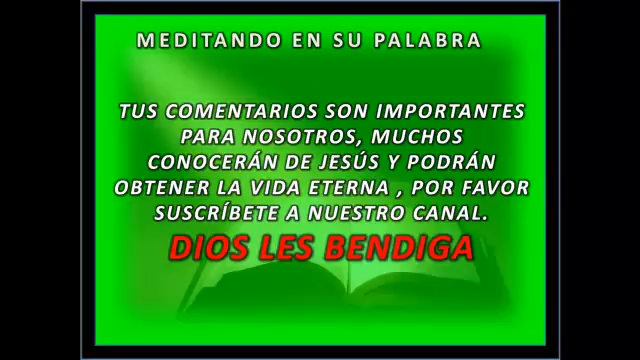 MEDITANDO EN SU PALABRA
TUS COMENTARIOS SON IMPORTANTES
PARA NOSOTROS, MUCHOS
CONOCERÁN DE JESÚS Y PODRÁN
OBTENER LA VIDA ETERNA , POR FAVOR
SUSCRÍBETE A NUESTRO CANAL.
DIOS LES BENDIGA